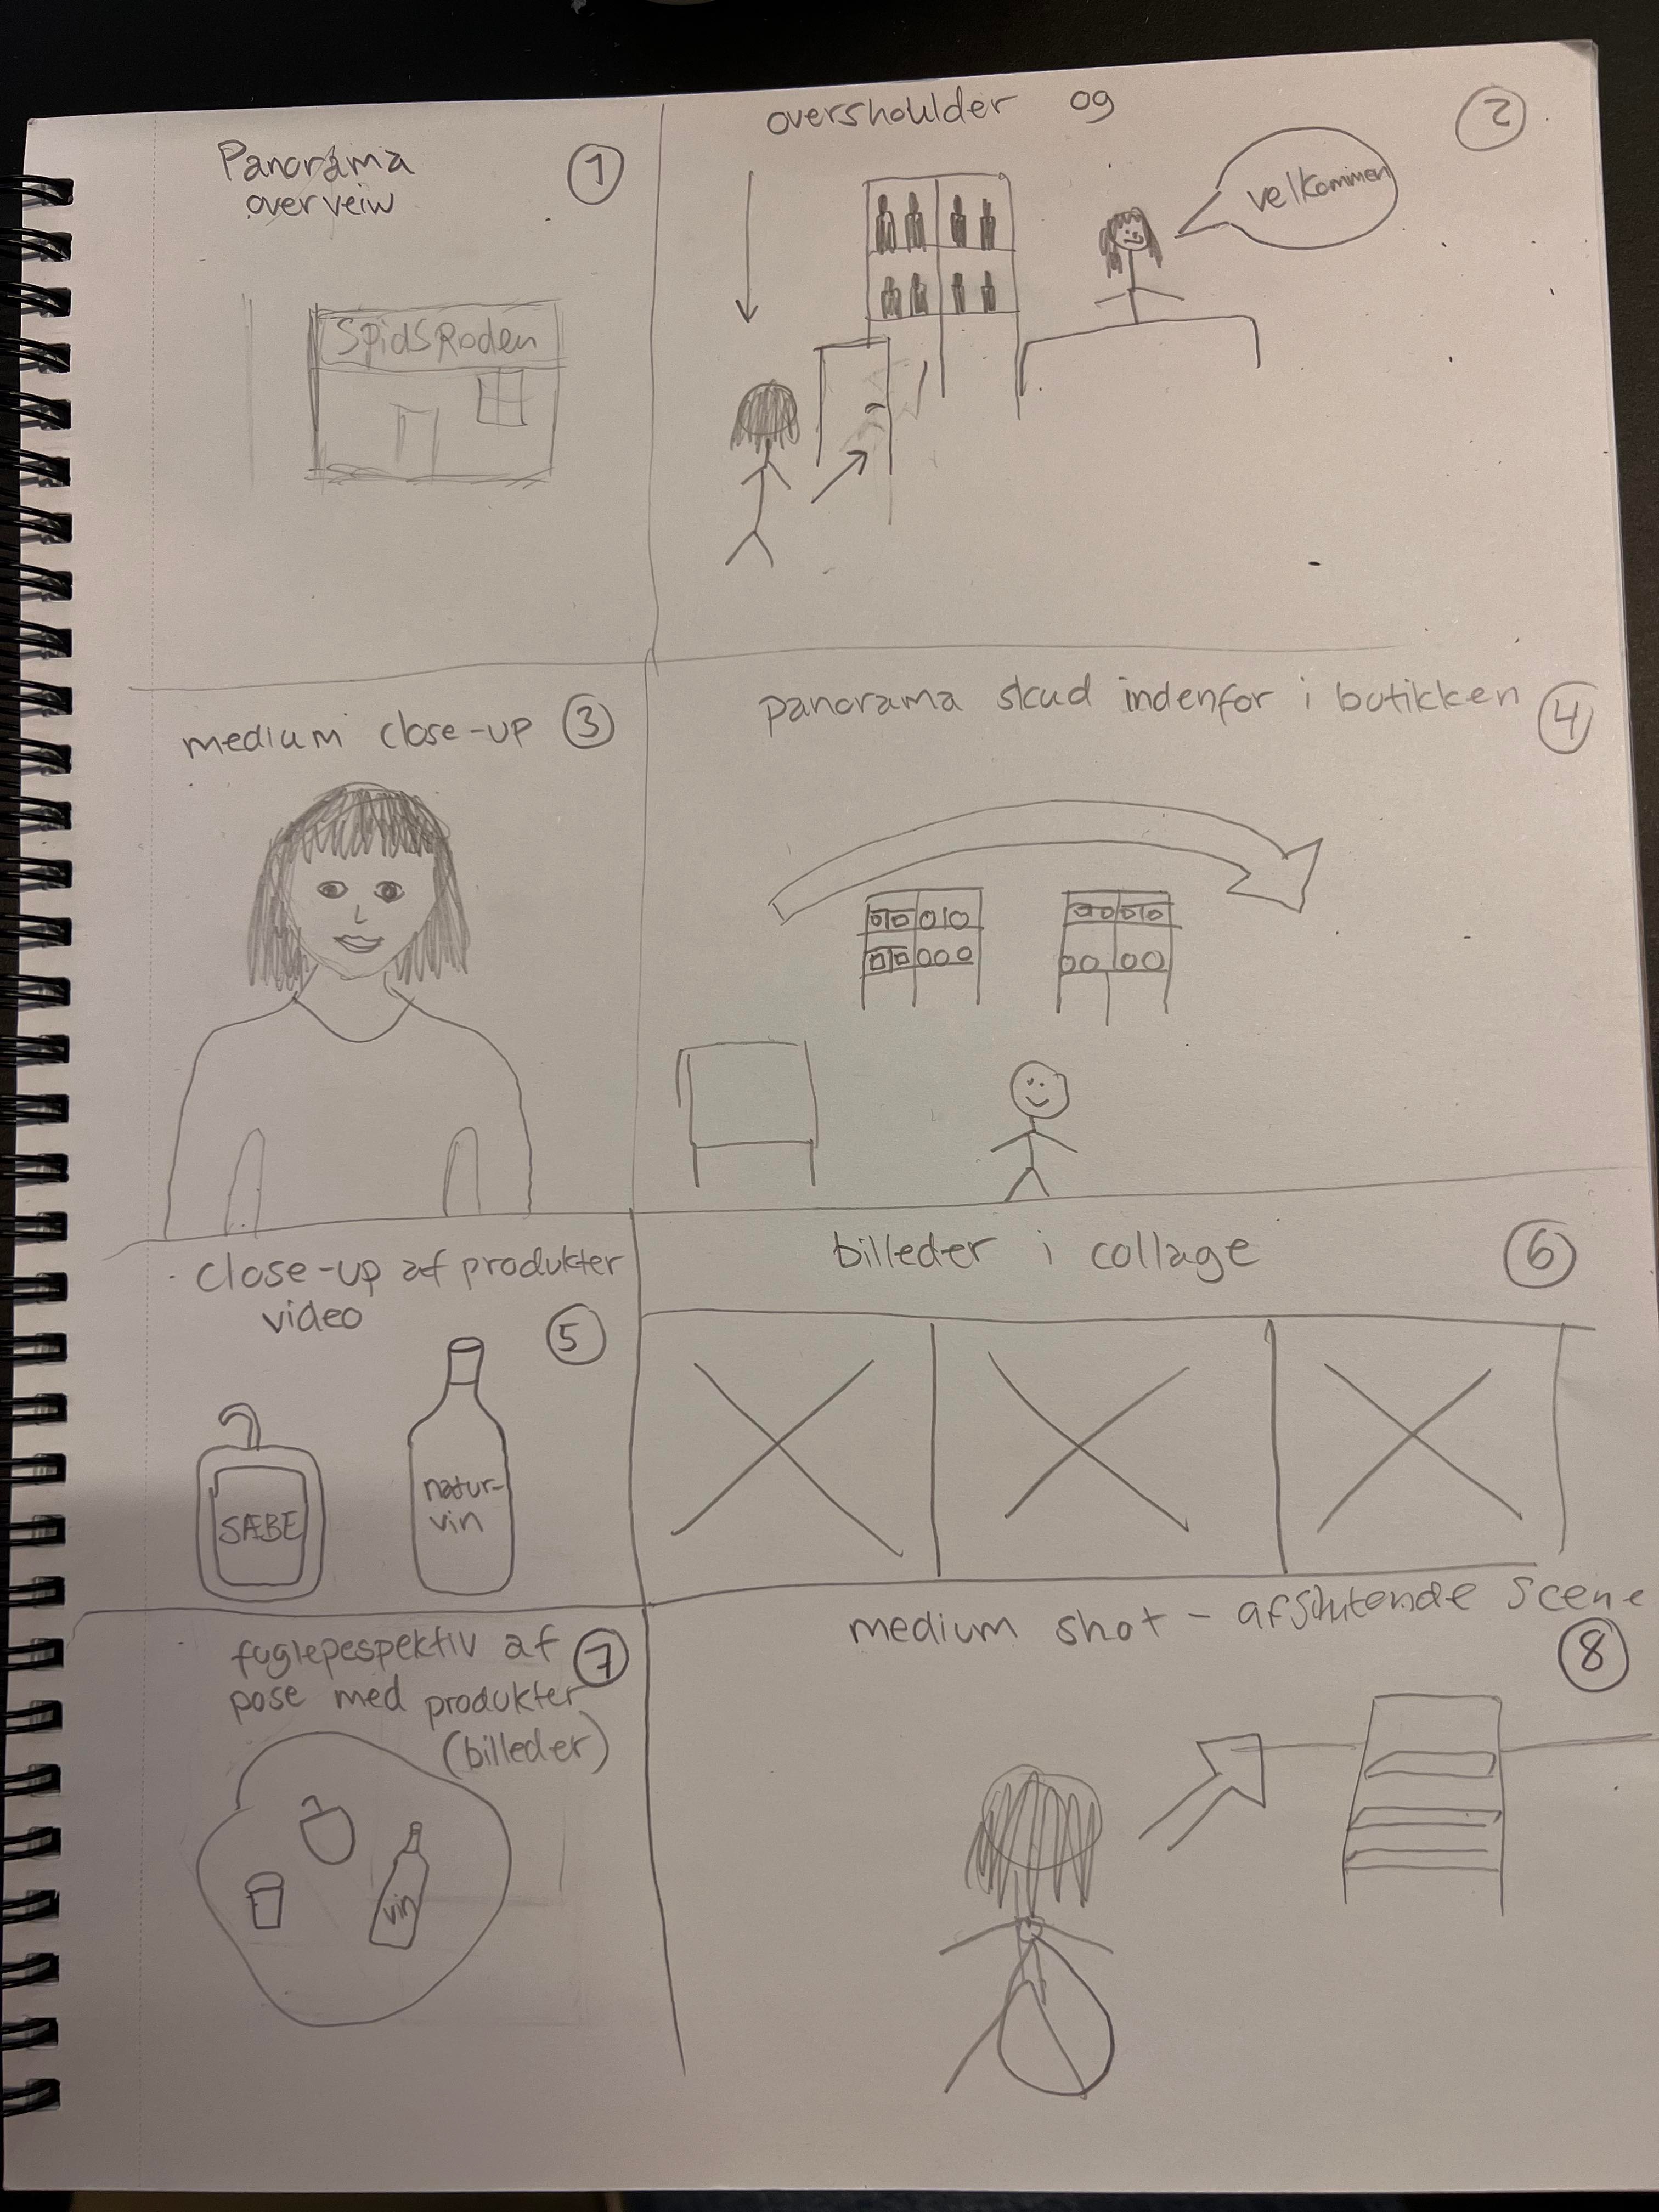 Panorama
overveiw
1
SpidSRoden
overshoulder og
2
velkommen
medium close-up
3
panorama skud indenfor i butikken
4
close-up af produkter
video
5
SÆBE
natur-
vin
billeder i collage
6
fuglepespektiv af
pose med produkter
(billeder)
7
vin
medium shot - afslutende scene
8